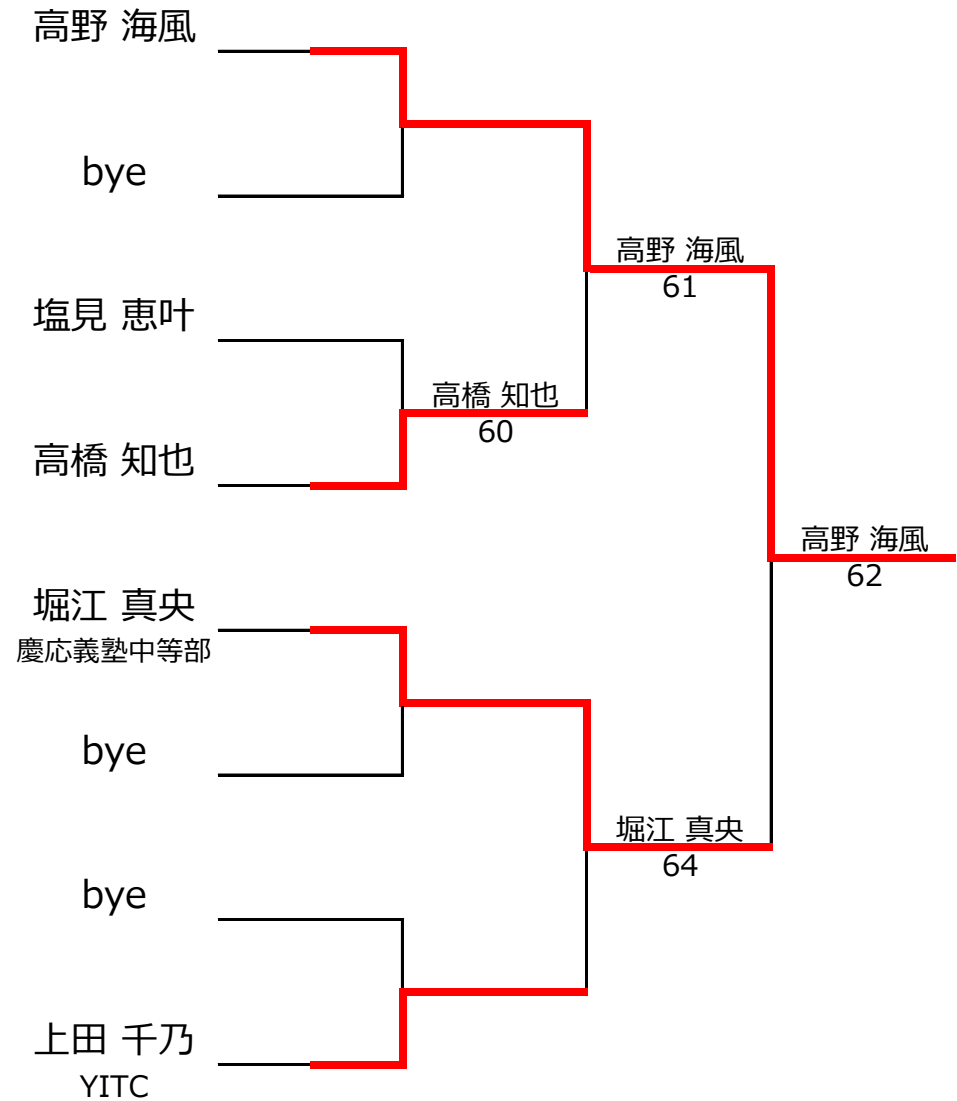 高野 海風
bye
高野 海風
61
塩見 恵叶
高橋 知也
60
高橋 知也
高野 海風
62
堀江 真央
慶応義塾中等部
bye
堀江 真央
64
bye
上田 千乃
YITC